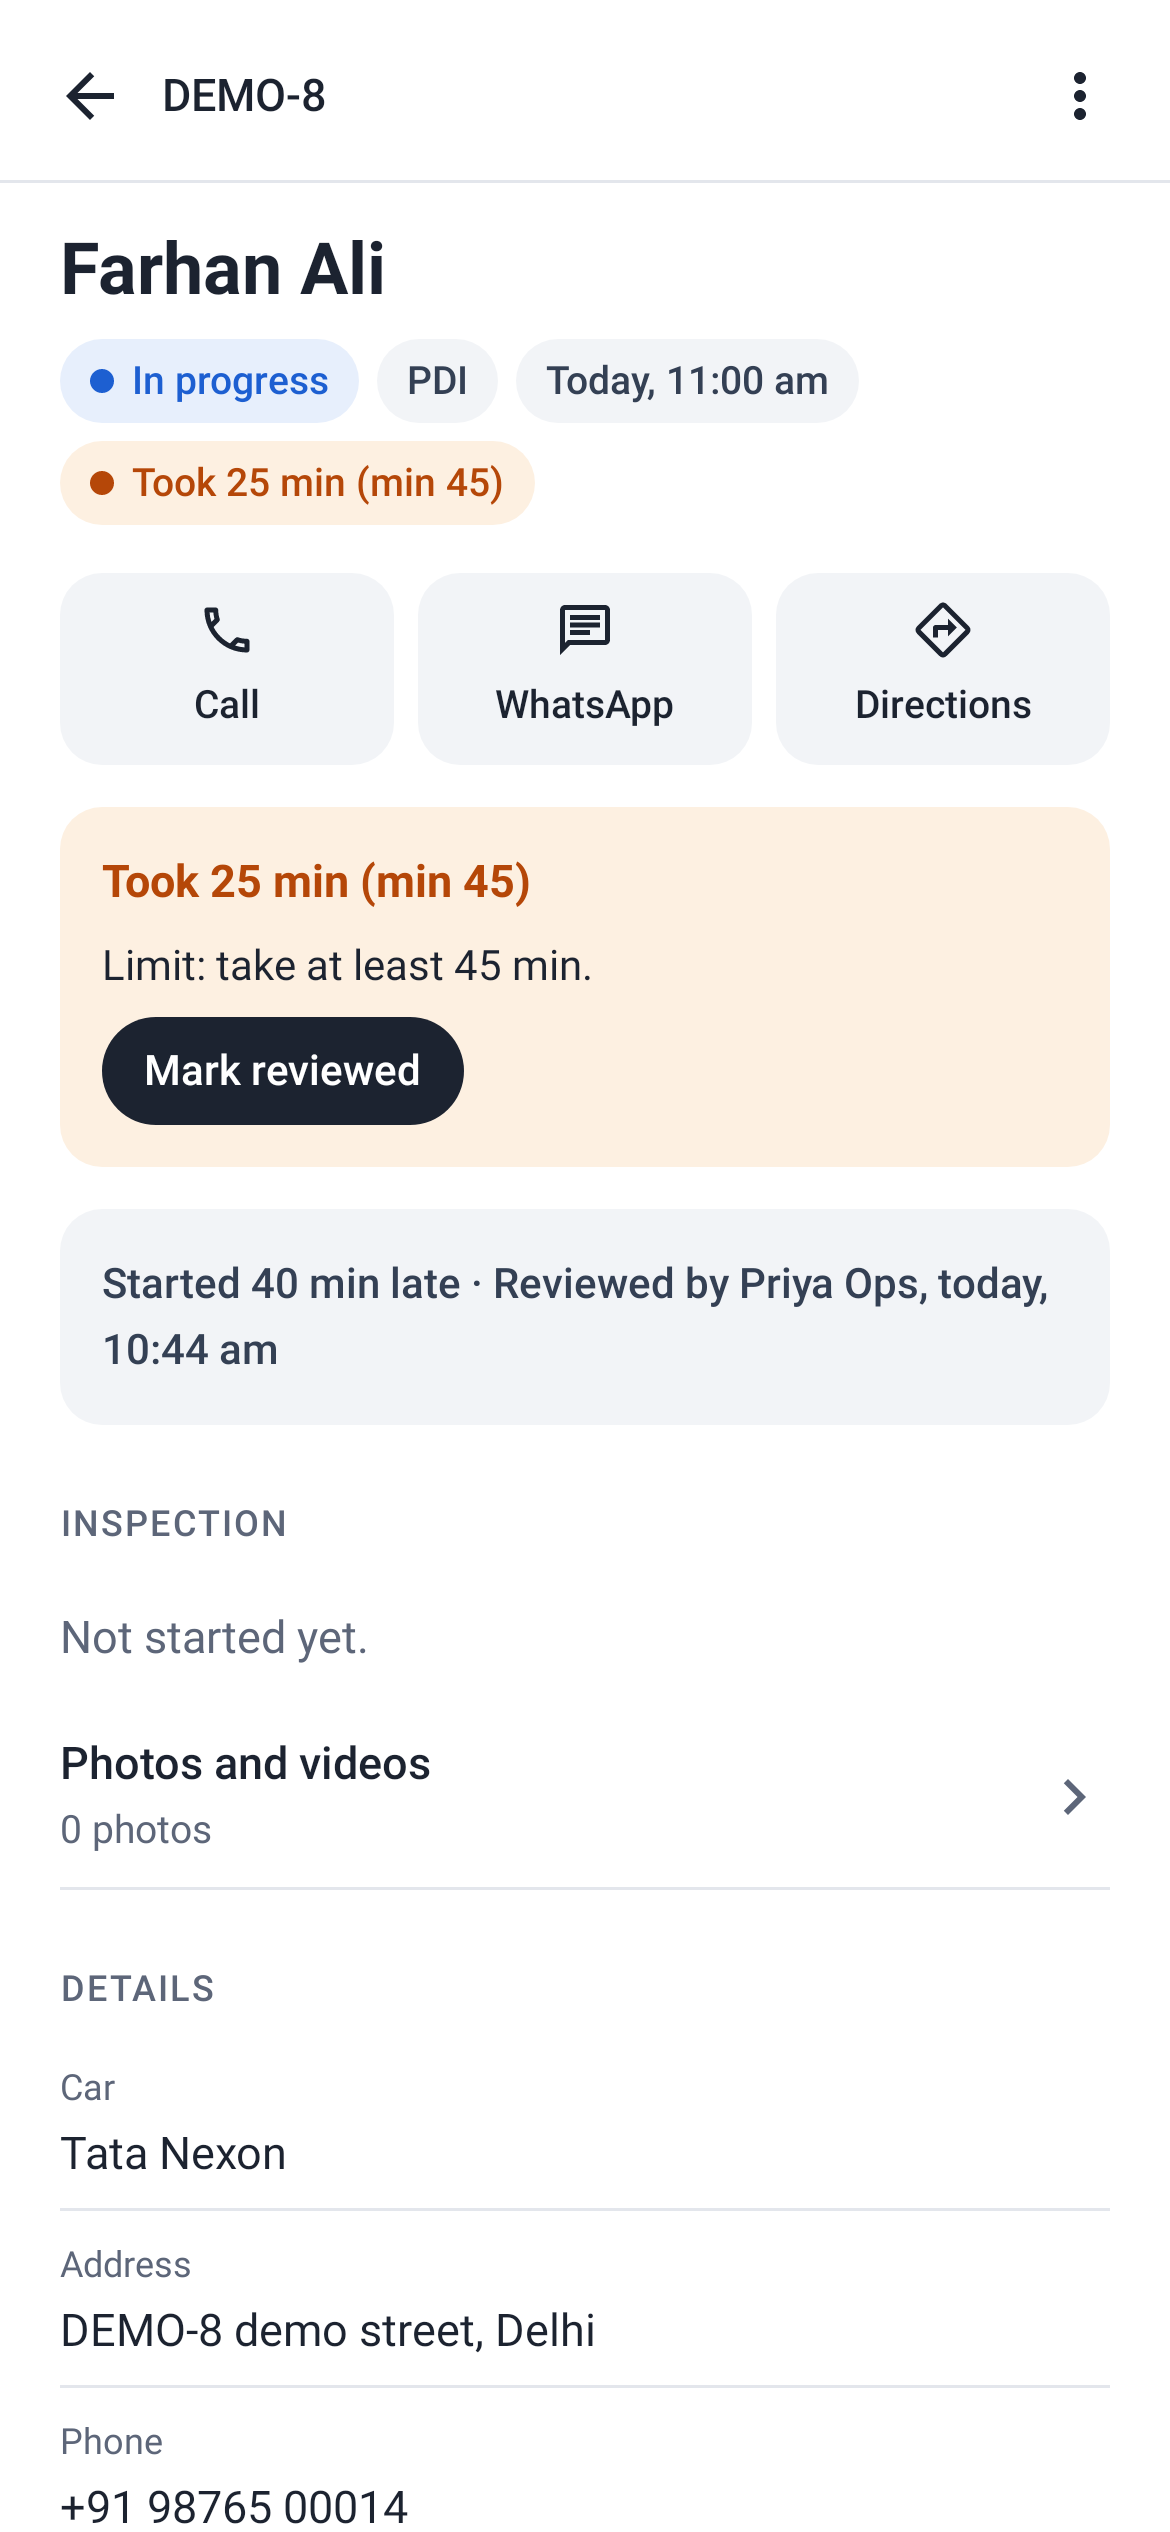 DEMO-8
Farhan Ali
In progress
PDI
Today, 11:00 am
Took 25 min (min 45)
Call
WhatsApp
Directions
Took 25 min (min 45)
Limit: take at least 45 min.
Mark reviewed
Started 40 min late · Reviewed by Priya Ops, today,
10:44 am
INSPECTION
Not started yet.
Photos and videos
0 photos
DETAILS
Car
Tata Nexon
Address
DEMO-8 demo street, Delhi
Phone
+91 98765 00014